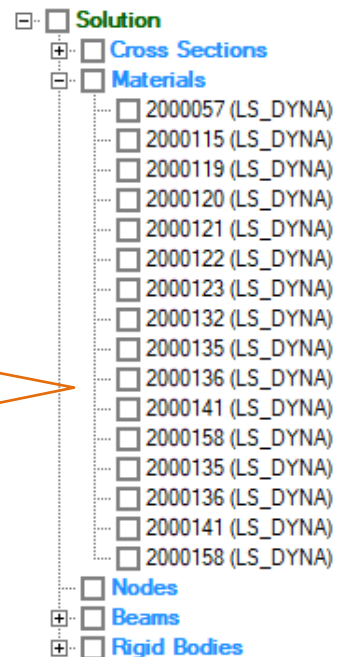 Solution
Cross Sections
Materials
2000057 (LS_DYNA)
2000115 (LS_DYNA)
2000119 (LS_DYNA)
2000120 (LS_DYNA)
2000121 (LS_DYNA)
2000122 (LS_DYNA)
2000123 (LS_DYNA)
2000132 (LS_DYNA)
2000135 (LS_DYNA)
2000136 (LS_DYNA)
2000141 (LS_DYNA)
2000158 (LS_DYNA)
2000135 (LS_DYNA)
2000136 (LS_DYNA)
2000141 (LS_DYNA)
2000158 (LS_DYNA)
Nodes
Beams
Rigid Bodies